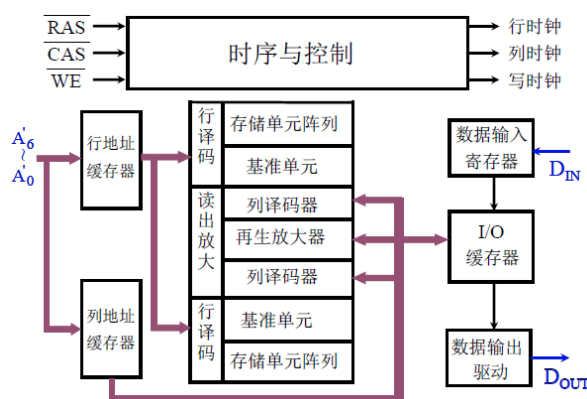 RAS
CAS
WE
时序与控制
行时钟
列时钟
写时钟
A'6
~
A'0
行地址
缓存器
列地址
缓存器
行译码
读出放大
行译码
存储单元阵列
基准单元
列译码器
再生放大器
列译码器
基准单元
存储单元阵列
数据输入
寄存器
DIN
I/O
缓存器
数据输出
驱动
DOUT